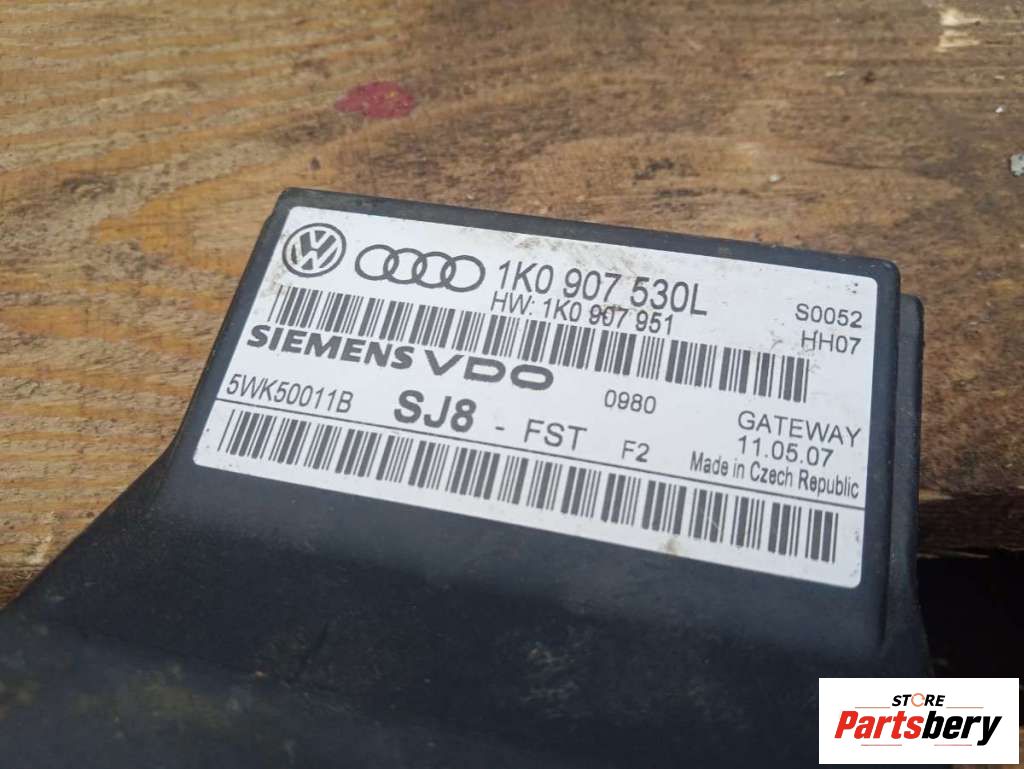 1K0 907 530L
HW: 1K0 907 951
S0052
HH07
SIEMENS VDO
5WK50011B
SJ8 - FST F2
0980
GATEWAY
11.05.07
Made in Czech Republic
STORE
Partsbery